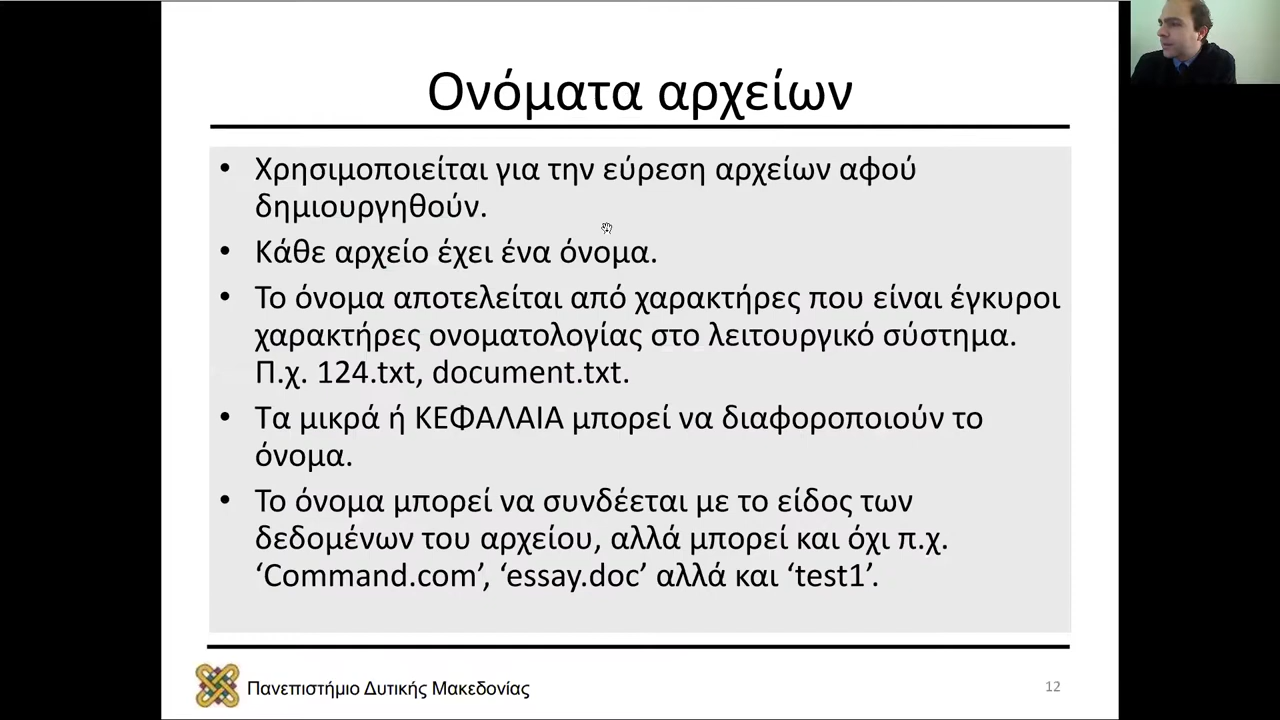 Ονόματα αρχείων
• Χρησιμοποιείται για την εύρεση αρχείων αφού
δημιουργηθούν.
• Κάθε αρχείο έχει ένα όνομα.
• Το όνομα αποτελείται από χαρακτήρες που είναι έγκυροι
χαρακτήρες ονοματολογίας στο λειτουργικό σύστημα.
Π.χ. 124.txt, document.txt.
• Τα μικρά ή ΚΕΦΑΛΑΙΑ μπορεί να διαφοροποιούν το
όνομα.
• Το όνομα μπορεί να συνδέεται με το είδος των
δεδομένων του αρχείου, αλλά μπορεί και όχι π.χ.
‘Command.com’, ‘essay.doc’ αλλά και ‘test1’.
Πανεπιστήμιο Δυτικής Μακεδονίας
12